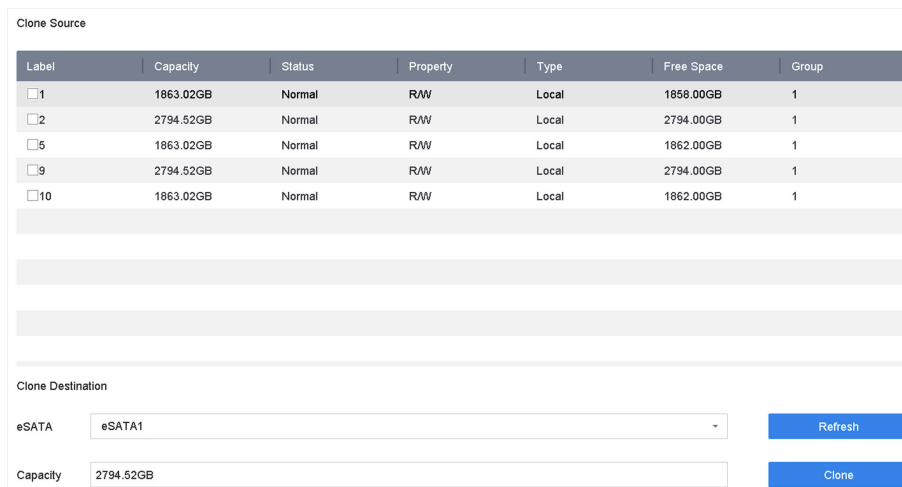 Clone Source
Label Capacity Status Property Type Free Space Group
1 1863.02GB Normal R/W Local 1858.00GB 1
2 2794.52GB Normal R/W Local 2794.00GB 1
5 1863.02GB Normal R/W Local 1862.00GB 1
9 2794.52GB Normal R/W Local 2794.00GB 1
10 1863.02GB Normal R/W Local 1862.00GB 1
Clone Destination
eSATA eSATA1 Refresh
Capacity 2794.52GB Clone